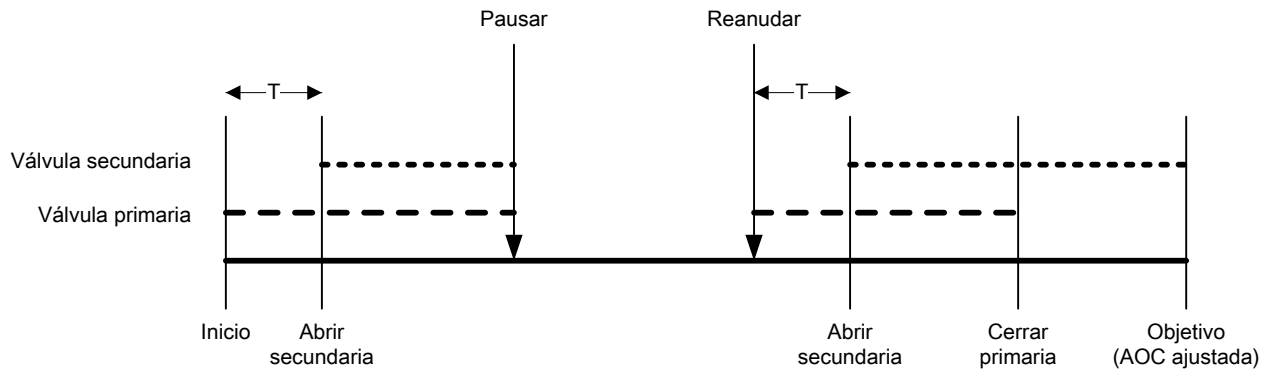 Pausar
Reanudar
T
T
Válvula secundaria
Válvula primaria
Inicio
Abrir
secundaria
Abrir
secundaria
Cerrar
primaria
Objetivo
(AOC ajustada)